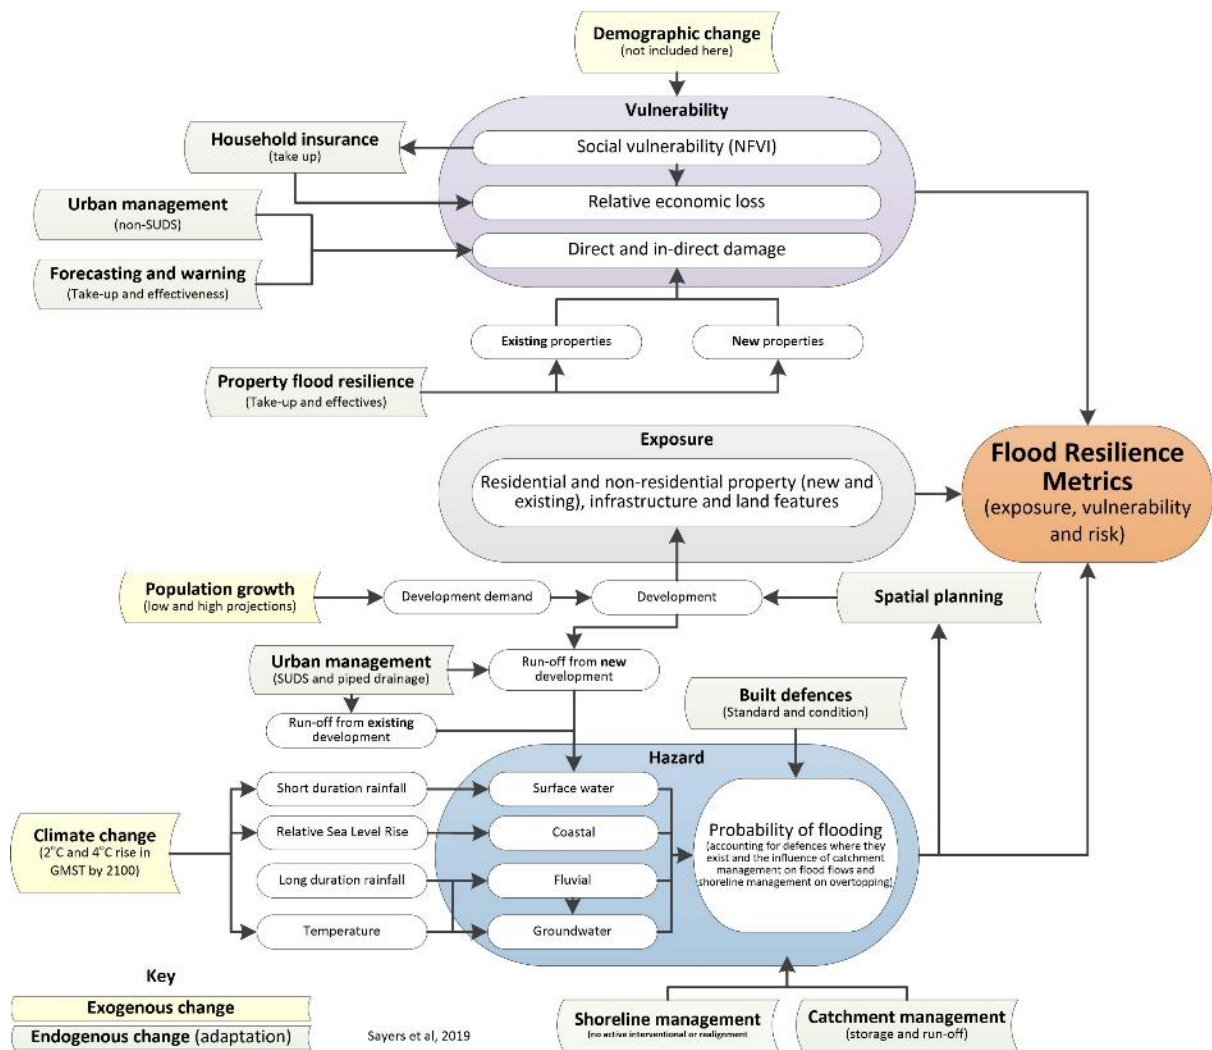 Demographic change
(not included here)
Vulnerability
Household insurance
(take up)
Social vulnerability (NFVI)
Urban management
(non-SUDS)
Relative economic loss
Direct and in-direct damage
Forecasting and warning
(Take-up and effectiveness)
Existing properties
New properties
Property flood resilience
(Take-up and effectives)
Exposure
Residential and non-residential property (new and
existing), infrastructure and land features
Flood Resilience
Metrics
(exposure, vulnerability
and risk)
Population growth
(low and high projections)
Development demand
Development
Spatial planning
Urban management
(SUDS and piped drainage)
Run-off from new
development
Built defences
(Standard and condition)
Run-off from existing
development
Hazard
Short duration rainfall
Surface water
Climate change
(2°C and 4°C rise in
GMST by 2100)
Relative Sea Level Rise
Coastal
Probability of flooding
(accounting for defences where they
exist and the influence of catchment
management on flood flows and
shoreline management on overtopping)
Long duration rainfall
Fluvial
Temperature
Groundwater
Key
Exogenous change
Endogenous change (adaptation)
Sayers et al, 2019
Shoreline management
(no active interventional or realignment
Catchment management
(storage and run-off)